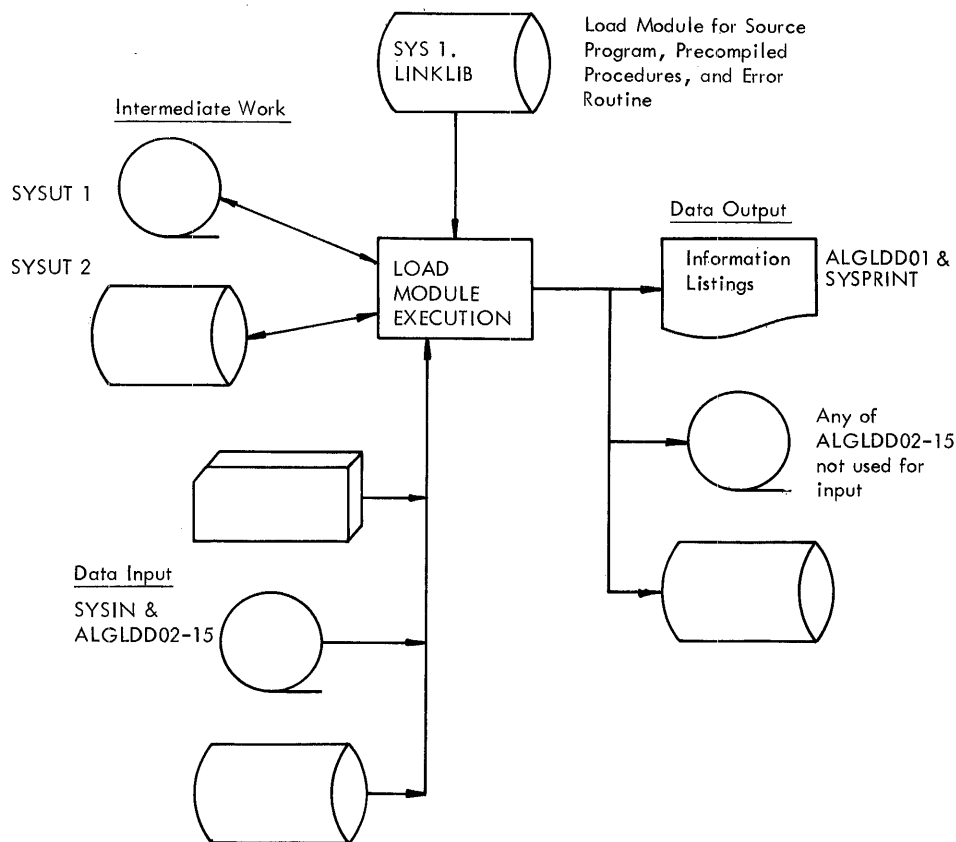 SYS 1.
LINKLIB
Load Module for Source
Program, Precompiled
Procedures, and Error
Routine
Intermediate Work
SYSUT 1
SYSUT 2
LOAD
MODULE
EXECUTION
Data Output
Information
Listings
ALGLDD01 &
SYSPRINT
Any of
ALGLDD02-15
not used for
input
Data Input
SYSIN &
ALGLDD02-15